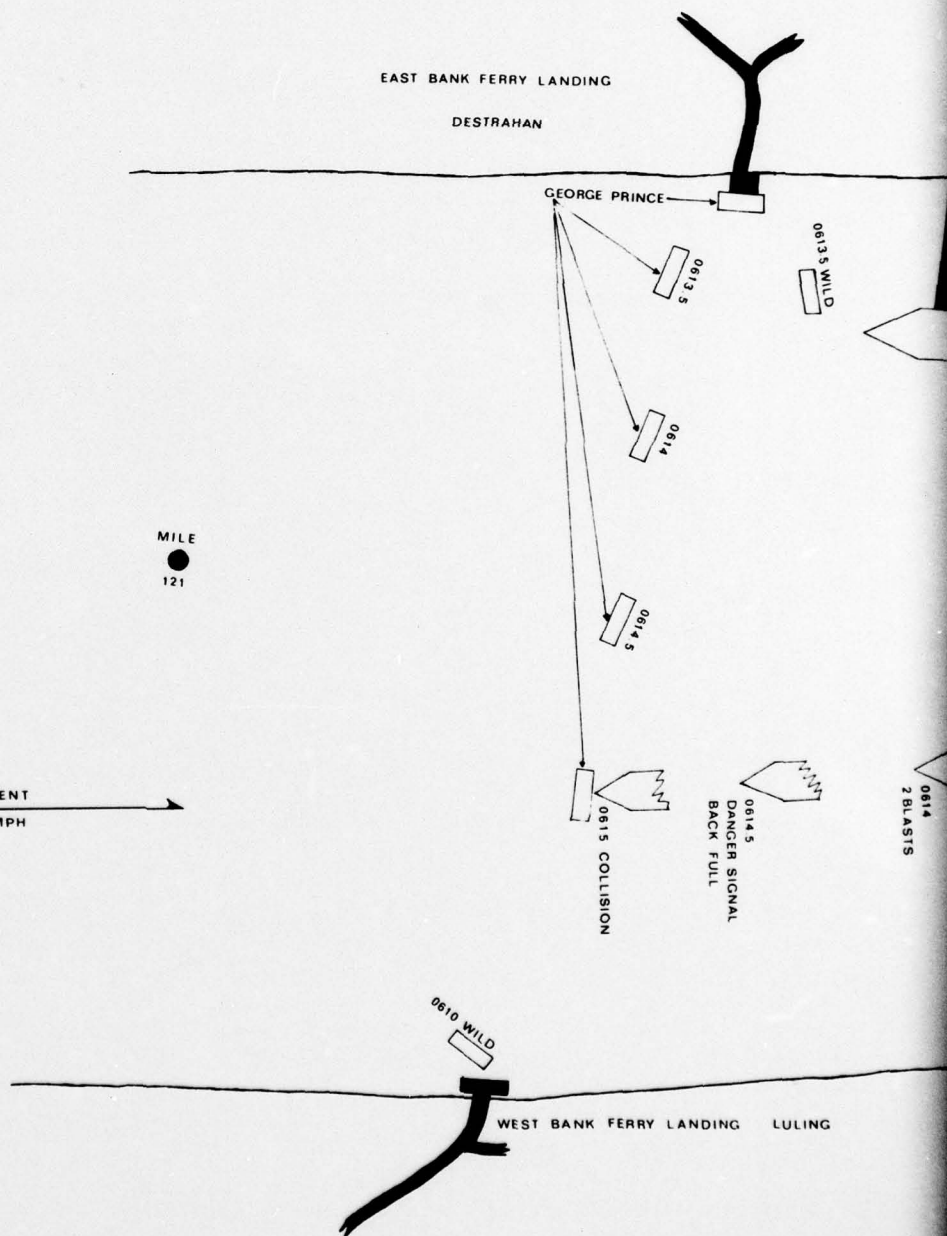 EAST BANK FERRY LANDING
DESTRAHAN
GEORGE PRINCE
0613.5 WILD
0613.5
0614
MILE
121
0614.5
ENT
MPH
0615 COLLISION
0614.5
DANGER SIGNAL
BACK FULL
0614
2 BLASTS
0610 WILD
WEST BANK FERRY LANDING LULING